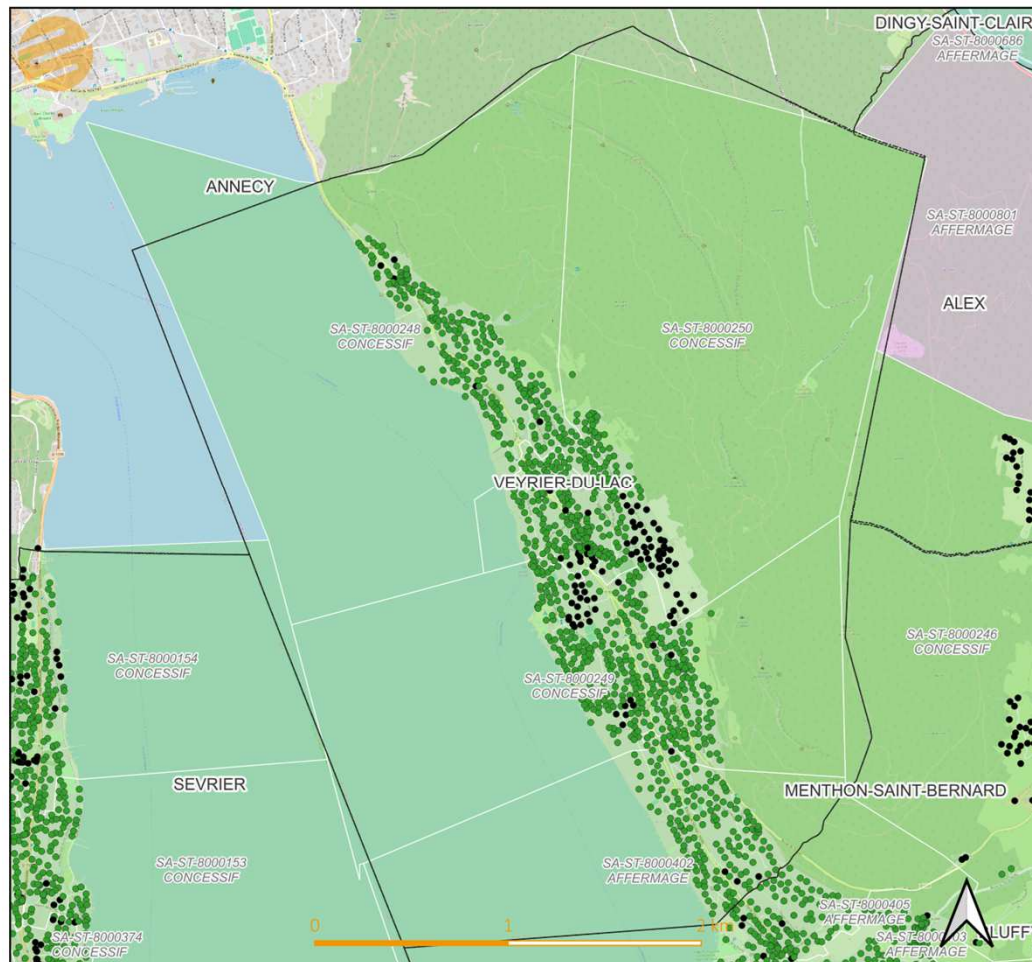 DINGY-SAINT-CLAIR
SA-ST-8000686
AFFERMAGE
ANNECY
SA-ST-8000801
AFFERMAGE
ALEX
SA-ST-8000248
CONCESSIF
SA-ST-8000250
CONCESSIF
VEYRIER-DU-LAC
SA-ST-8000154
CONCESSIF
SA-ST-8000246
CONCESSIF
SA-ST-8000249
CONCESSIF
SEVRIER
MENTHON-SAINT-BERNARD
SA-ST-8000153
CONCESSIF
SA-ST-8000402
AFFERMAGE
SA-ST-8000405
AFFERMAGE
SA-ST-8000374
CONCESSIF
AFFERMAGE
0
1
2 km